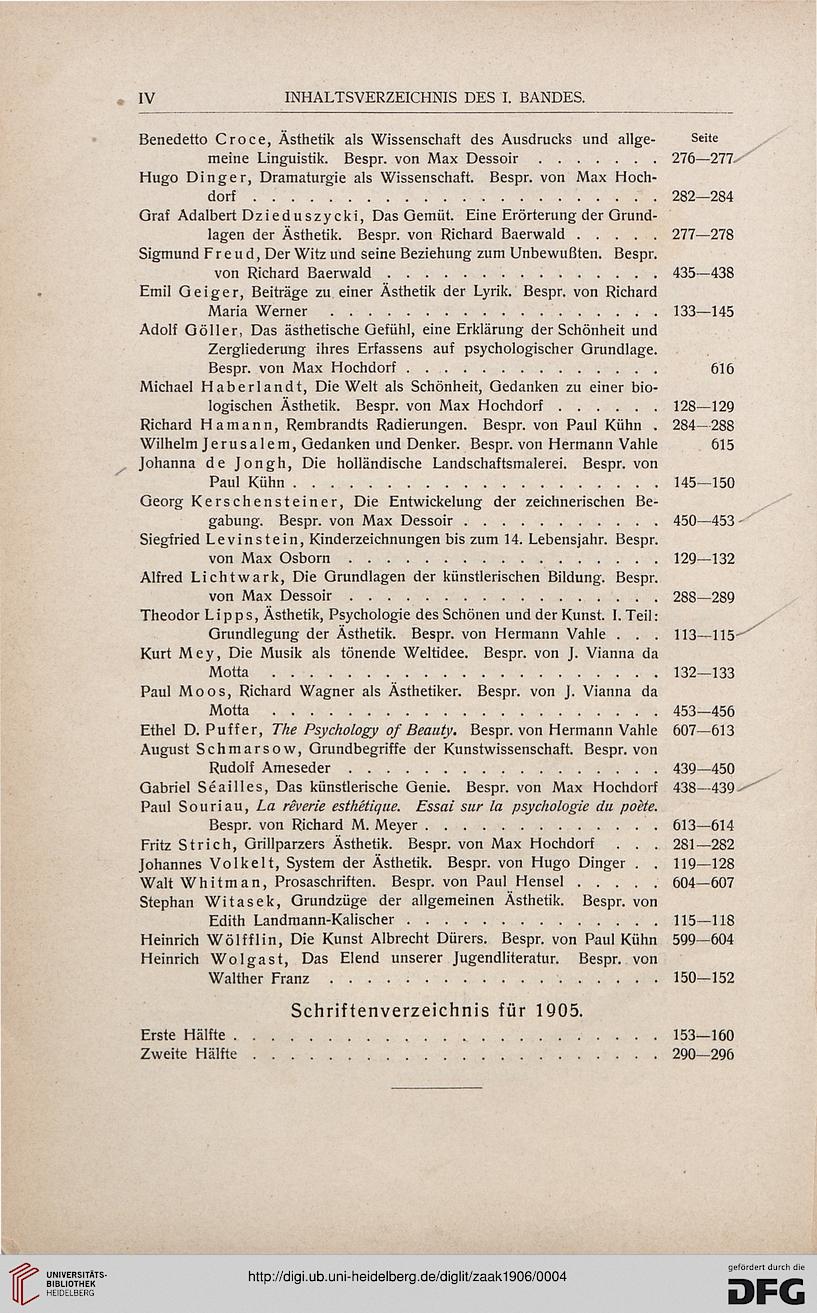 IV INHALTSVERZEICHNIS DES I. BANDES.
Seite
Benedetto Croce, Ästhetik als Wissenschaft des Ausdrucks und allge-
meine Linguistik. Bespr. von Max Dessoir . . . . . . . 276—277
Hugo Dinger, Dramaturgie als Wissenschaft. Bespr. von Max Hoch-
dorf . . . . . . . . . . . . . . . . . . . . . . 282—284
Graf Adalbert Dzieduszycki, Das Gemüt. Eine Erörterung der Grund-
lagen der Ästhetik. Bespr. von Richard Baerwald . . . . . 277—278
Sigmund Freud, Der Witz und seine Beziehung zum Unbewußten. Bespr.
von Richard Baerwald . . . . . . . . . . . . . . . 435—438
Emil Geiger, Beiträge zu einer Ästhetik der Lyrik. Bespr. von Richard
Maria Werner . . . . . . . . . . . . . . . . . . 133—145
Adolf Göller, Das ästhetische Gefühl, eine Erklärung der Schönheit und
Zergliederung ihres Erfassens auf psychologischer Grundlage.
Bespr. von Max Hochdorf . . . . . . . . . . . . . . 616
Michael Haberlandt, Die Welt als Schönheit, Gedanken zu einer bio-
logischen Ästhetik. Bespr. von Max Hochdorf . . . . . . 128—129
Richard Hamann, Rembrandts Radierungen. Bespr. von Paul Kühn . 284—288
Wilhelm Jerusalem, Gedanken und Denker. Bespr. von Hermann Vahle 615
Johanna de Jongh, Die holländische Landschaftsmalerei. Bespr. von
Paul Kühn . . . . . . . . . . . . . . . . . . . . 145—150
Georg Kerschensteiner, Die Entwickelung der zeichnerischen Be-
gabung. Bespr. von Max Dessoir . . . . . . . . . . . 450—453
Siegfried Levinstein, Kinderzeichnungen bis zum 14. Lebensjahr. Bespr.
von Max Osborn . . . . . . . . . . . . . . . . . 129—132
Alfred Lichtwark, Die Grundlagen der künstlerischen Bildung. Bespr.
von Max Dessoir . . . . . . . . . . . . . . . . . 288—289
Theodor Lipps, Ästhetik, Psychologie des Schönen und der Kunst. I. Teil:
Grundlegung der Ästhetik. Bespr. von Hermann Vahle . . . 113—115
Kurt Mey, Die Musik als tönende Weltidee. Bespr. von J. Vianna da
Motta . . . . . . . . . . . . . . . . . . . . . 132—133
Paul Moos, Richard Wagner als Ästhetiker. Bespr. von J. Vianna da
Motta . . . . . . . . . . . . . . . . . . . . . 453—456
Ethel D. Puffer, The Psychology of Beauty. Bespr. von Hermann Vahle 607—613
August Schmarsow, Grundbegriffe der Kunstwissenschaft. Bespr. von
Rudolf Ameseder . . . . . . . . . . . . . . . . . 439—450
Gabriel Séailles, Das künstlerische Genie. Bespr. von Max Hochdorf 438—439
Paul Souriau, La rêverie esthétique. Essai sur la psychologie du poète.
Bespr. von Richard M. Meyer . . . . . . . . . . . . . 613—614
Fritz Strich, Grillparzers Ästhetik. Bespr. von Max Hochdorf . . . 281—282
Johannes Volkelt, System der Ästhetik. Bespr. von Hugo Dinger . . 119—128
Walt Whitman, Prosaschriften. Bespr. von Paul Hensel . . . . . 604—607
Stephan Witasek, Grundzüge der allgemeinen Ästhetik. Bespr. von
Edith Landmann-Kalischer . . . . . . . . . . . . . . 115—118
Heinrich Wölfflin, Die Kunst Albrecht Dürers. Bespr. von Paul Kühn 599—604
Heinrich Wolgast, Das Elend unserer Jugendliteratur. Bespr. von
Walther Franz . . . . . . . . . . . . . . . . . . 150—152
Schriftenverzeichnis für 1905.
Erste Hälfte . . . . . . . . . . . . . . . . . . . . . . . 153—160
Zweite Hälfte . . . . . . . . . . . . . . . . . . . . . . 290—296
UNIVERSITÄTS-
BIBLIOTHEK
HEIDELBERG
http://digi.ub.uni-heidelberg.de/diglit/zaak1906/0004
gefördert durch die
DFG